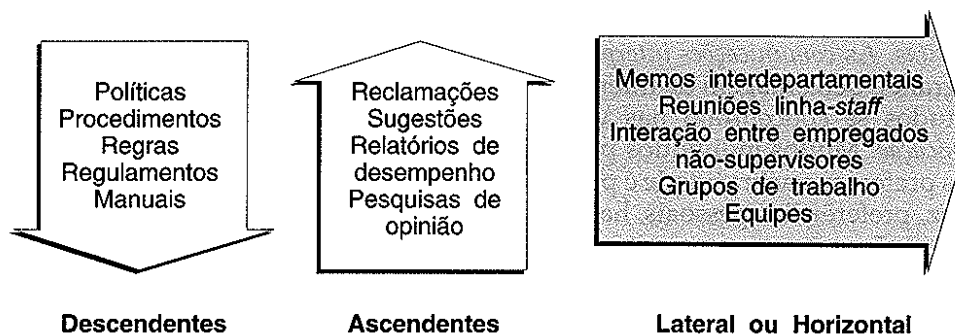 Políticas
Procedimentos
Regras
Regulamentos
Manuais
Descendentes
Reclamações
Sugestões
Relatórios de
desempenho
Pesquisas de
opinião
Ascendentes
Memos interdepartamentais
Reuniões linha-staff
Interação entre empregados
não-supervisores
Grupos de trabalho
Equipes
Lateral ou Horizontal